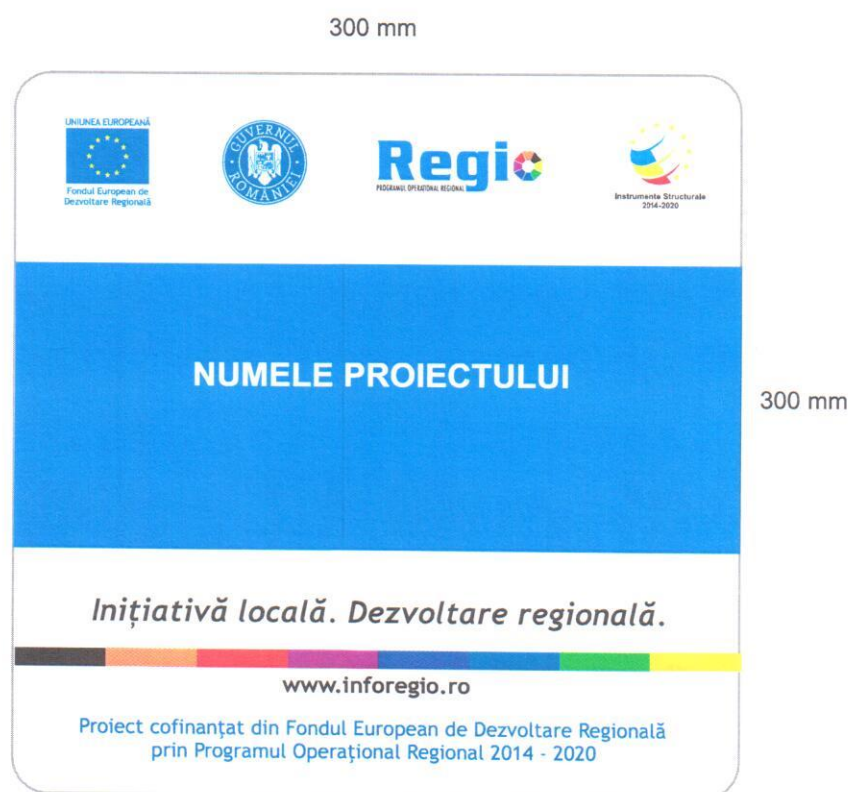 300 mm
UNIUNEA EUROPEANĂ
Fondul European de
Dezvoltare Regională
GUVERNUL
ROMÂNIEI
Regio
PROGRAMUL OPERAȚIONAL REGIONAL
Instrumente Structurale
2014-2020
NUMELE PROIECTULUI
300 mm
Inițiativă locală. Dezvoltare regională.
www.inforegio.ro
Proiect cofinanțat din Fondul European de Dezvoltare Regională
prin Programul Operațional Regional 2014 - 2020